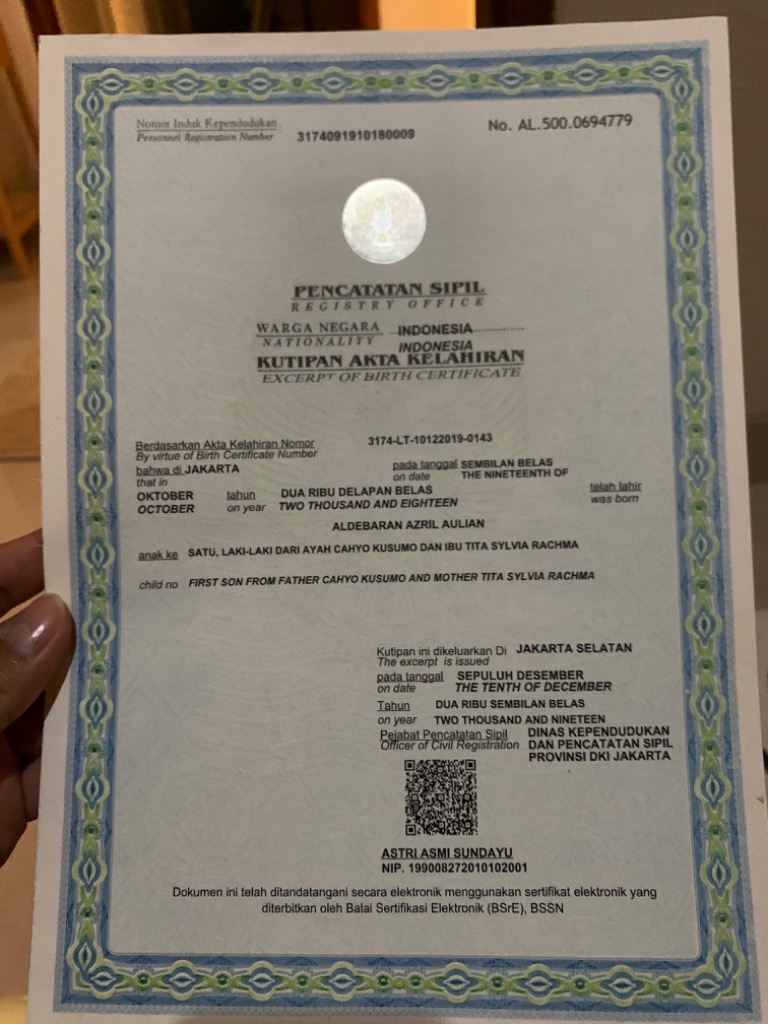 Nomor Induk Kependudukan
Personnel Registration Number 3174091910180009
No. AL.500.0694779
PENCATATAN SIPIL
REGISTRY OFFICE
WARGA NEGARA INDONESIA
NATIONALITY INDONESIA
KUTIPAN AKTA KELAHIRAN
EXCERPT OF BIRTH CERTIFICATE
Berdasarkan Akta Kelahiran Nomor 3174-LT-10122019-0143
By virtue of Birth Certificate Number
bahwa di JAKARTA pada tanggal SEMBILAN BELAS
that in on date THE NINETEENTH OF
OKTOBER tahun DUA RIBU DELAPAN BELAS telah lahir
OCTOBER on year TWO THOUSAND AND EIGHTEEN was born
ALDEBARAN AZRIL AULIAN
anak ke SATU, LAKI-LAKI DARI AYAH CAHYO KUSUMO DAN IBU TITA SYLVIA RACHMA
child no FIRST SON FROM FATHER CAHYO KUSUMO AND MOTHER TITA SYLVIA RACHMA
Kutipan ini dikeluarkan Di JAKARTA SELATAN
The excerpt is issued
pada tanggal SEPULUH DESEMBER
on date THE TENTH OF DECEMBER
Tahun DUA RIBU SEMBILAN BELAS
on year TWO THOUSAND AND NINETEEN
Pejabat Pencatatan Sipil DINAS KEPENDUDUKAN
Officer of Civil Registration DAN PENCATATAN SIPIL
PROVINSI DKI JAKARTA
ASTRI ASMI SUNDAYU
NIP. 199008272010102001
Dokumen ini telah ditandatangani secara elektronik menggunakan sertifikat elektronik yang
diterbitkan oleh Balai Sertifikasi Elektronik (BSrE), BSSN